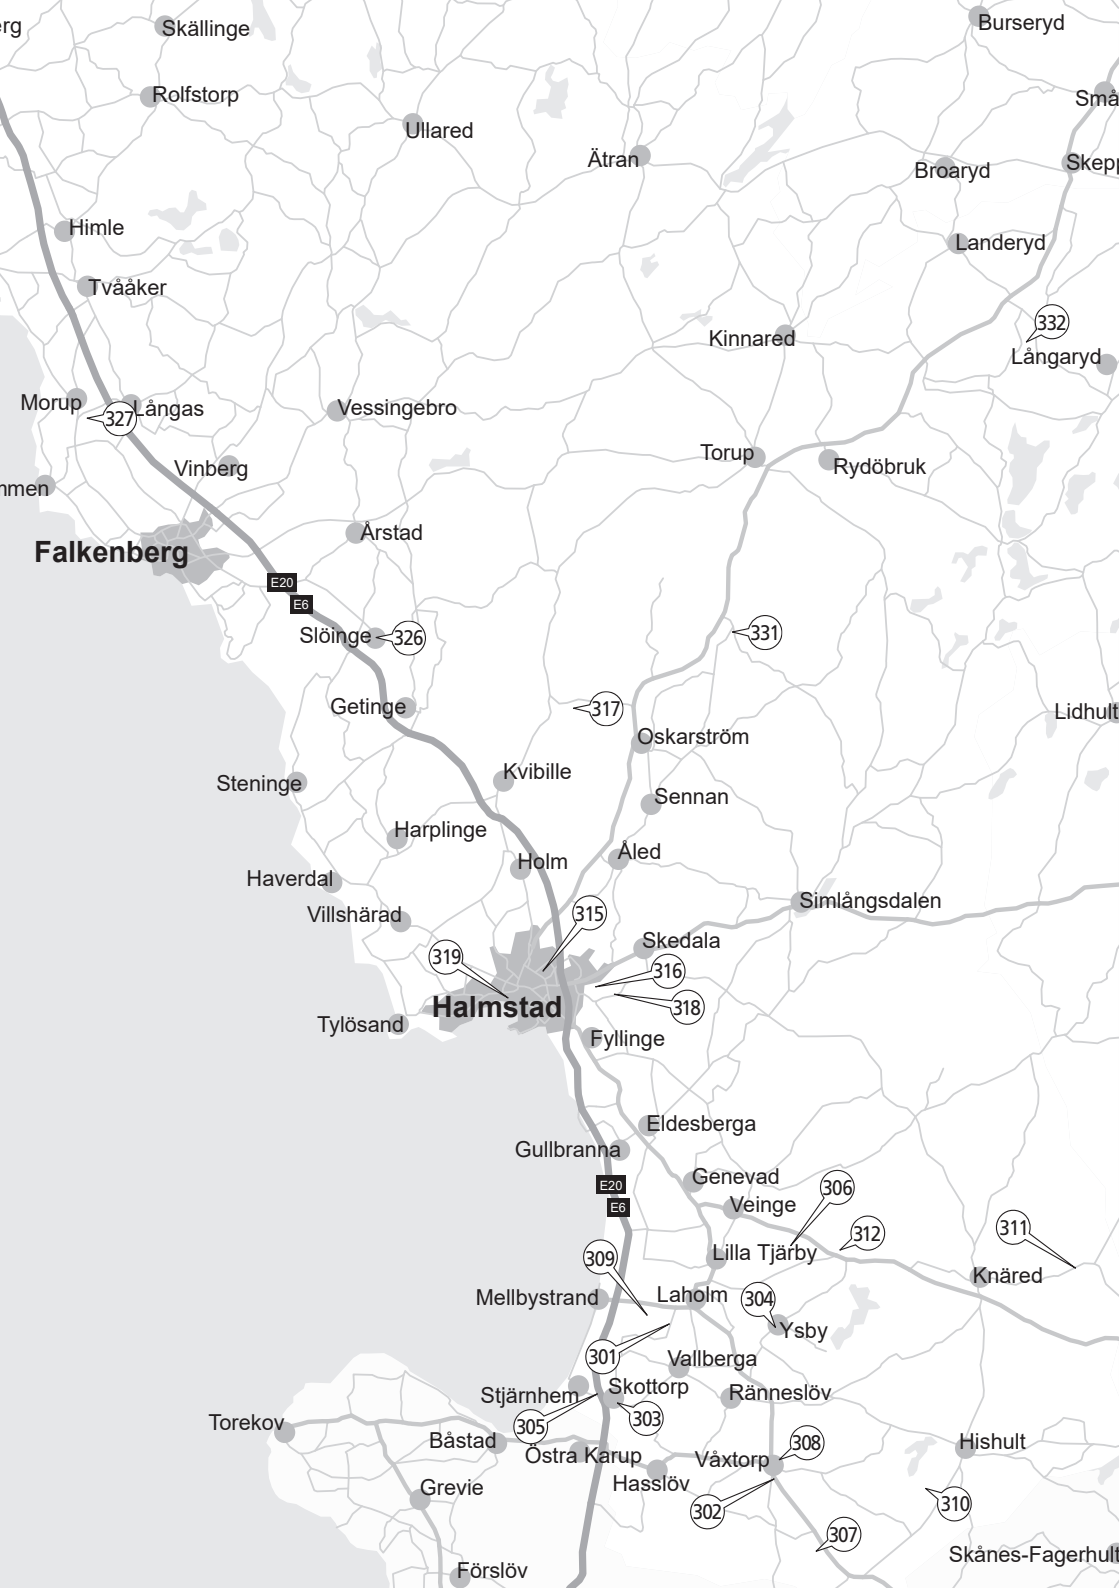 rg
Skällinge
Burseryd
Rolfstorp
Små
Ullared
Ätran
Broaryd
Skepp
Himle
Landeryd
Tvååker
332
Kinnared
Långaryd
Morup
327
Långas
Vessingebro
Torup
Rydöbruk
Vinberg
mmen
Årstad
Falkenberg
E20
E6
Slöinge
326
331
Getinge
317
Lidhult
Oskarström
Kvibille
Steninge
Sennan
Harplinge
Åled
Holm
Haverdal
Simlångsdalen
Villshärad
315
Skedala
319
316
Halmstad
318
Tylösand
Fyllinge
Eldesberga
Gullbranna
Genevad
E20
306
E6
Veinge
312
311
309
Lilla Tjärby
Knäred
Mellbystrand
Laholm
304
Ysby
301
Vallberga
Stjärnhem
Skottorp
Ränneslöv
Torekov
305
303
Båstad
Östra Karup
308
Hishult
Våxtorp
Hasslöv
Grevie
302
310
307
Skånes-Fagerhult
Förslöv